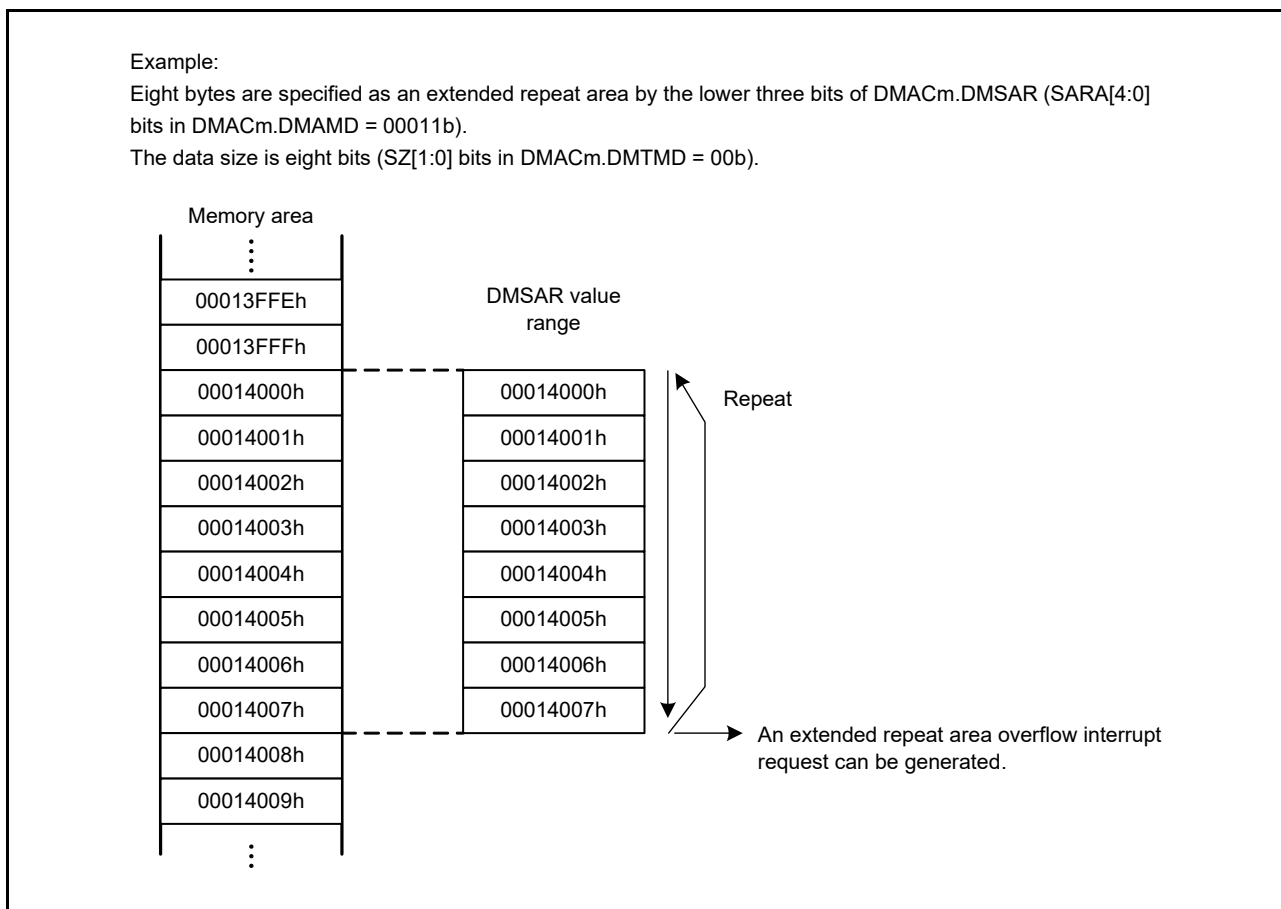 Example:
Eight bytes are specified as an extended repeat area by the lower three bits of DMACm.DMSAR (SARA[4:0]
bits in DMACm.DMAMD = 00011b).
The data size is eight bits (SZ[1:0] bits in DMACm.DMTMD = 00b).
Memory area
00013FFEh
00013FFFh
00014000h
00014001h
00014002h
00014003h
00014004h
00014005h
00014006h
00014007h
00014008h
00014009h
DMSAR value
range
00014000h
00014001h
00014002h
00014003h
00014004h
00014005h
00014006h
00014007h
Repeat
An extended repeat area overflow interrupt
request can be generated.